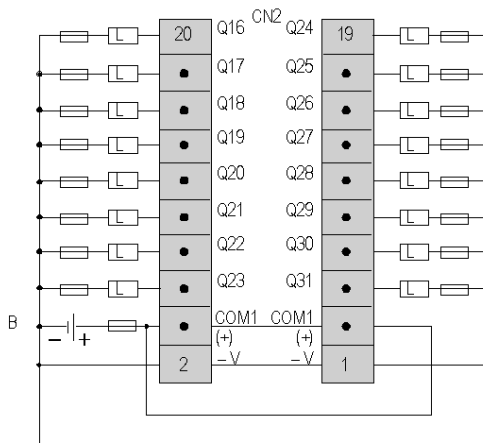 CN2
L 20 Q16 Q24 19 L
L Q17 Q25 L
L Q18 Q26 L
L Q19 Q27 L
L Q20 Q28 L
L Q21 Q29 L
L Q22 Q30 L
L Q23 Q31 L
B COM1 COM1
− + (+) (+)
2 −V −V 1